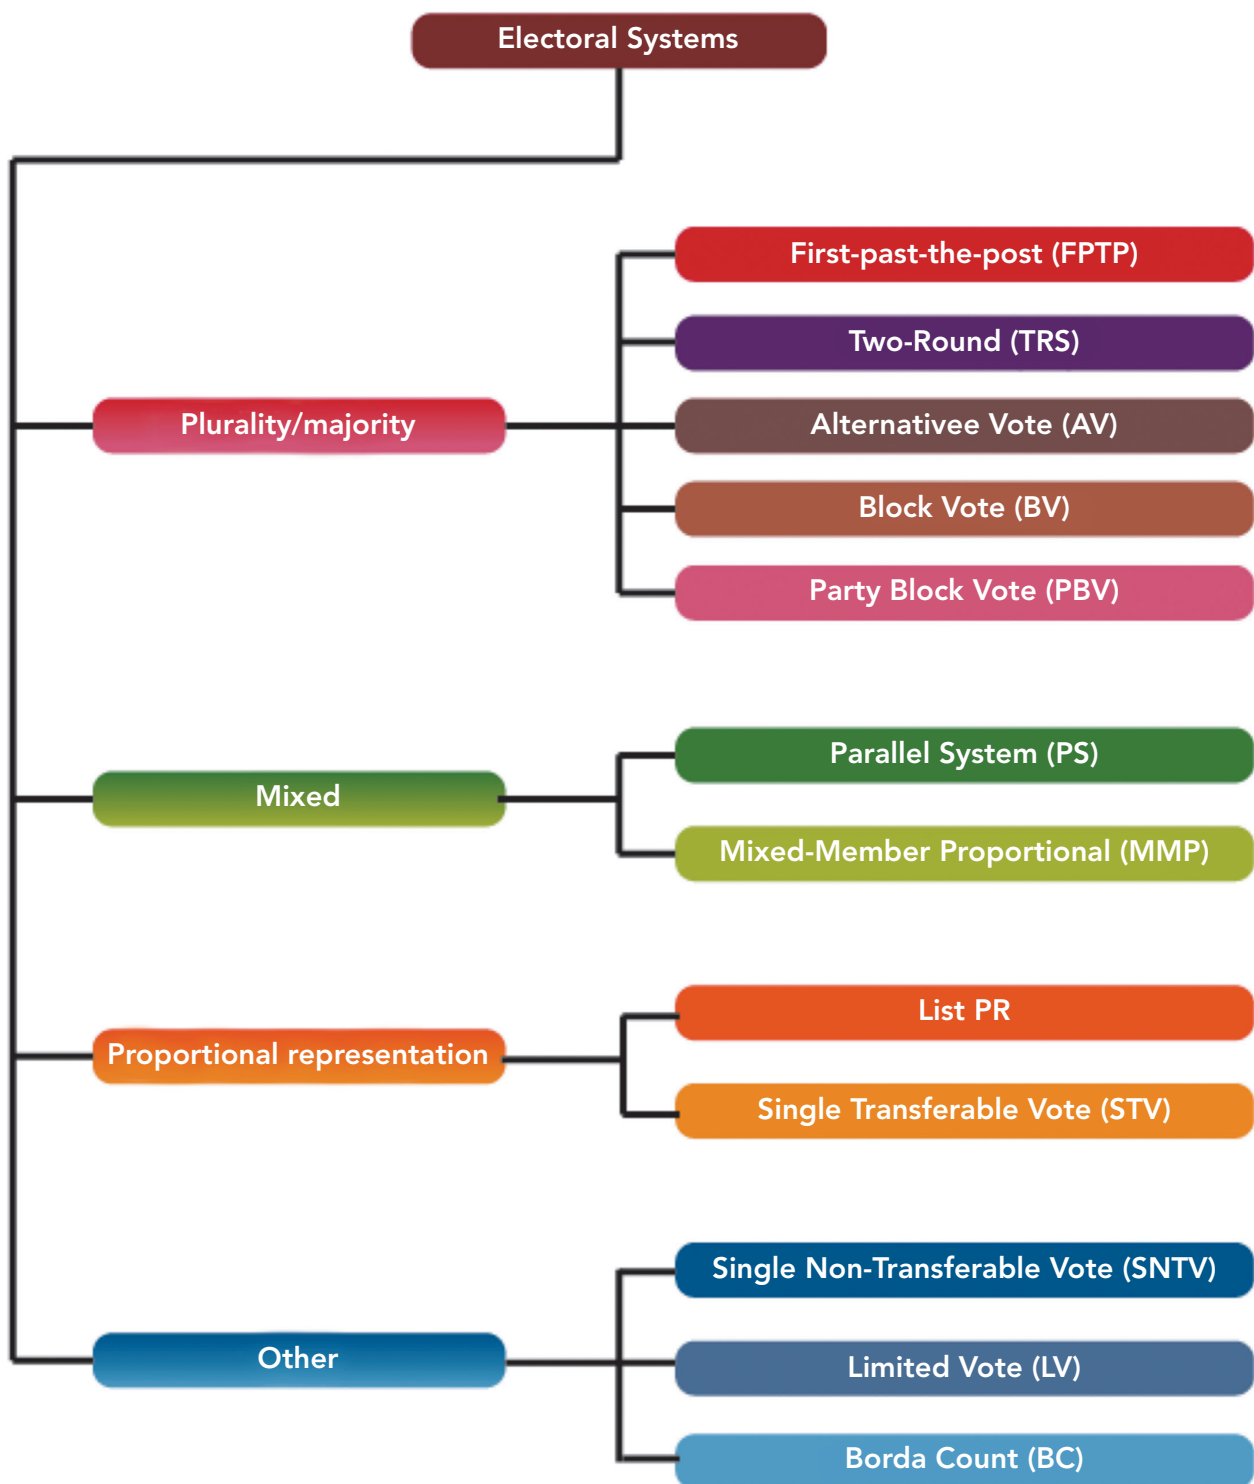 Electoral Systems
First-past-the-post (FPTP)
Two-Round (TRS)
Plurality/majority
Alternativee Vote (AV)
Block Vote (BV)
Party Block Vote (PBV)
Parallel System (PS)
Mixed
Mixed-Member Proportional (MMP)
List PR
Proportional representation
Single Transferable Vote (STV)
Single Non-Transferable Vote (SNTV)
Other
Limited Vote (LV)
Borda Count (BC)